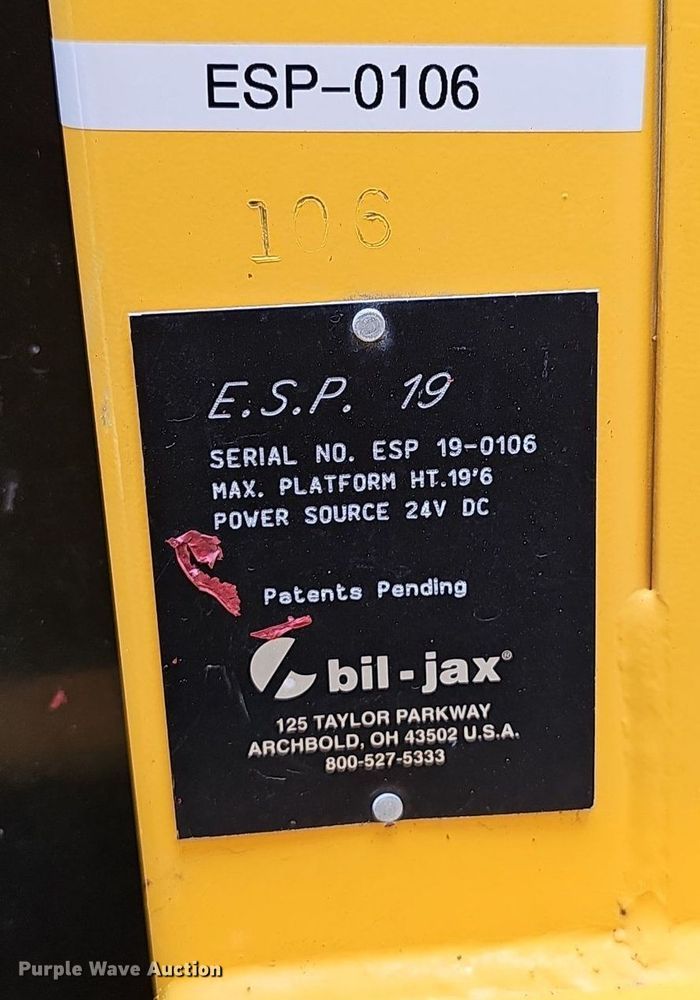 ESP-0106
106
E.S.P. 19
SERIAL NO. ESP 19-0106
MAX. PLATFORM HT.19'6
POWER SOURCE 24V DC
Patents Pending
bil-jax®
125 TAYLOR PARKWAY
ARCHBOLD, OH 43502 U.S.A.
800-527-5333
Purple Wave Auction